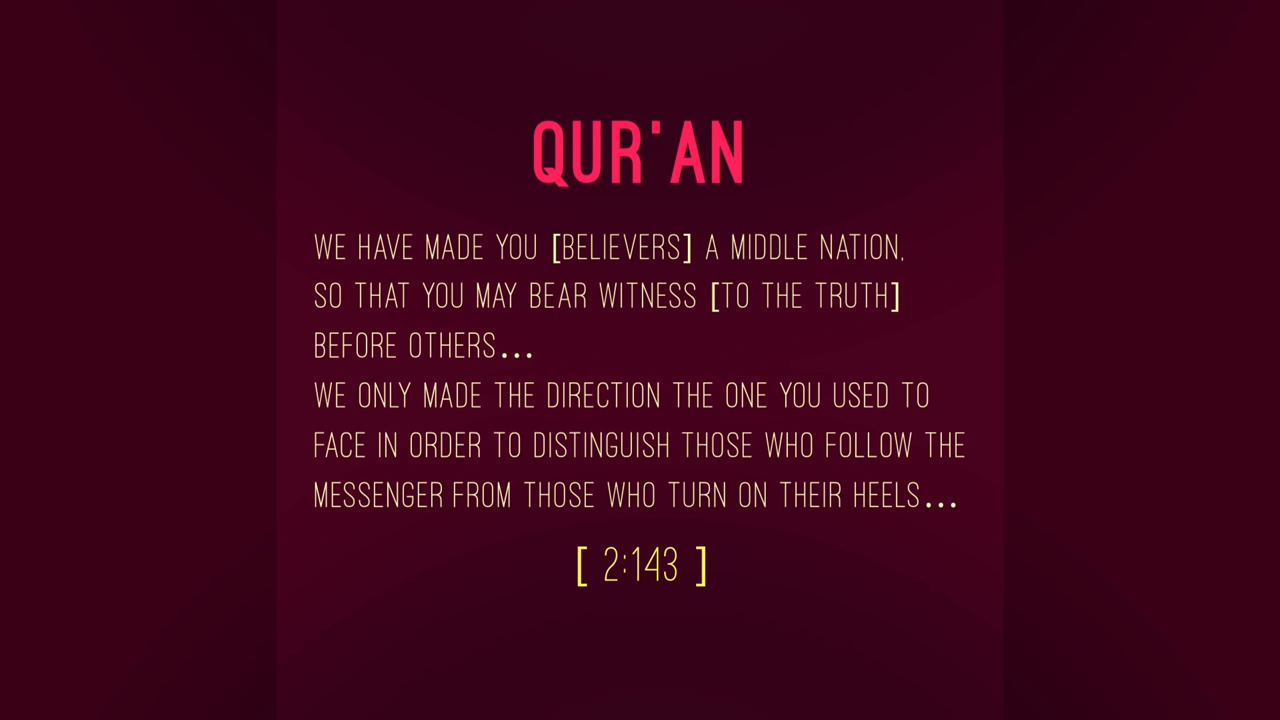 QUR'AN
WE HAVE MADE YOU [BELIEVERS] A MIDDLE NATION,
SO THAT YOU MAY BEAR WITNESS [TO THE TRUTH]
BEFORE OTHERS...
WE ONLY MADE THE DIRECTION THE ONE YOU USED TO
FACE IN ORDER TO DISTINGUISH THOSE WHO FOLLOW THE
MESSENGER FROM THOSE WHO TURN ON THEIR HEELS...
[ 2:143 ]